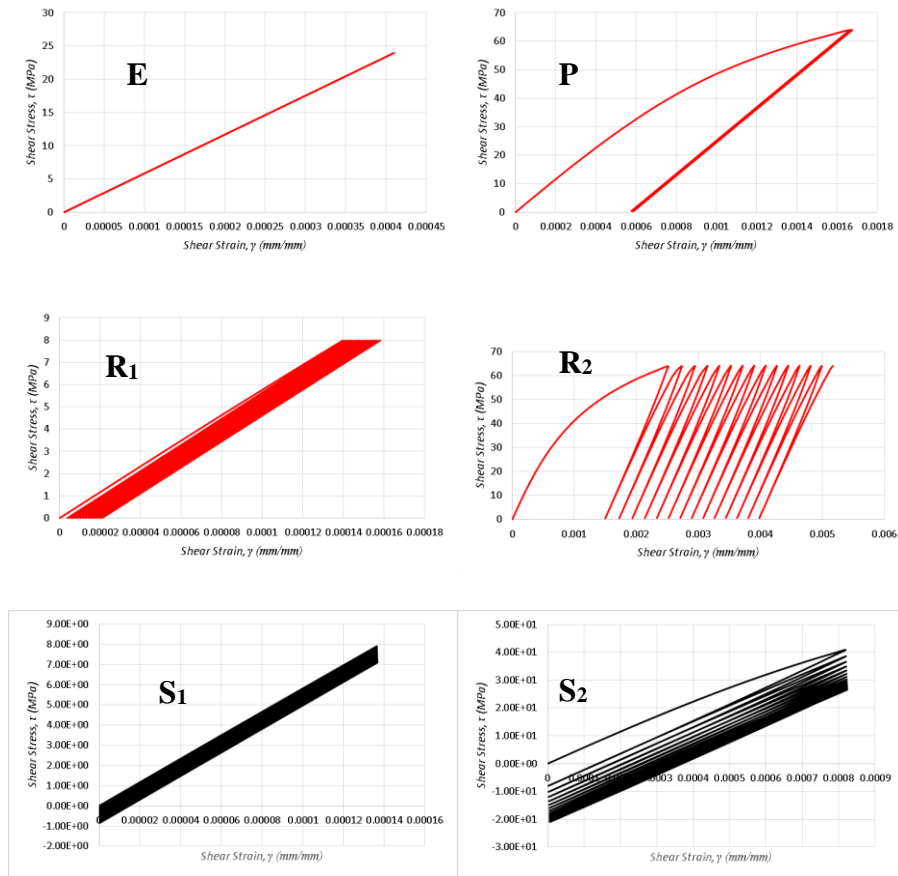 30
25
20
15
10
5
0
0 0.00005 0.0001 0.00015 0.0002 0.00025 0.0003 0.00035 0.0004 0.00045
Shear Stress, τ (MPa)
Shear Strain, γ (mm/mm)
E
70
60
50
40
30
20
10
0
0 0.0002 0.0004 0.0006 0.0008 0.001 0.0012 0.0014 0.0016 0.0018
Shear Stress, τ (MPa)
Shear Strain, γ (mm/mm)
P
9
8
7
6
5
4
3
2
1
0
0 0.00002 0.00004 0.00006 0.00008 0.0001 0.00012 0.00014 0.00016 0.00018
Shear Stress, τ (MPa)
Shear Strain, γ (mm/mm)
R1
70
60
50
40
30
20
10
0
0 0.001 0.002 0.003 0.004 0.005 0.006
Shear Stress, τ (MPa)
Shear Strain, γ (mm/mm)
R2
9.00E+00
8.00E+00
7.00E+00
6.00E+00
5.00E+00
4.00E+00
3.00E+00
2.00E+00
1.00E+00
0.00E+00
-1.00E+00
-2.00E+00
0 0.00002 0.00004 0.00006 0.00008 0.0001 0.00012 0.00014 0.00016
Shear Stress, τ (MPa)
Shear Strain, γ (mm/mm)
S1
5.00E+01
4.00E+01
3.00E+01
2.00E+01
1.00E+01
0.00E+00
-1.00E+01
-2.00E+01
-3.00E+01
0 0.0001 0.0002 0.0003 0.0004 0.0005 0.0006 0.0007 0.0008 0.0009
Shear Stress, τ (MPa)
Shear Strain, γ (mm/mm)
S2